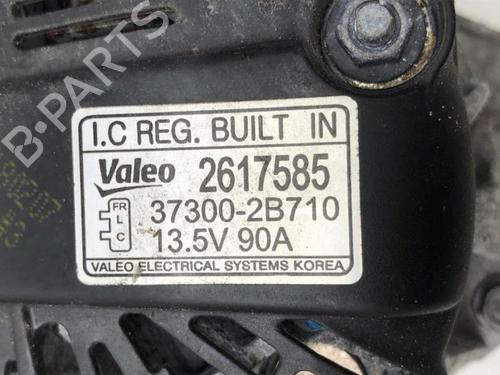 B-PARTS
I.C REG. BUILT IN
Valeo 2617585
FR
L
C
37300-2B710
13.5V 90A
VALEO ELECTRICAL SYSTEMS KOREA